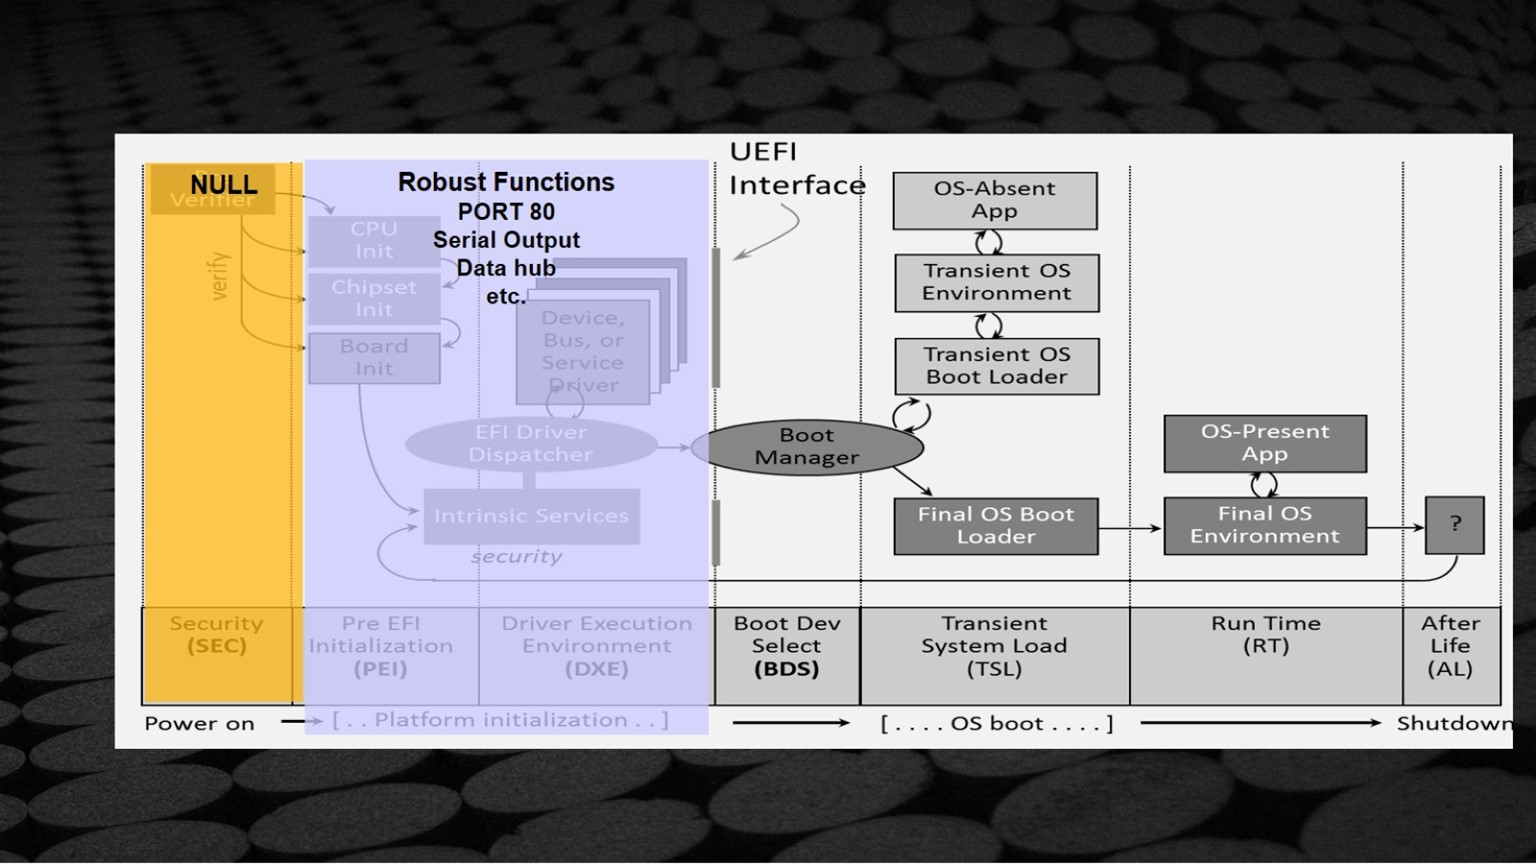 UEFI
Interface
NULL
Verifier
verify
CPU
Init
Chipset
Init
Board
Init
Robust Functions
PORT 80
Serial Output
Data hub
etc.
Device,
Bus, or
Service
Driver
EFI Driver
Dispatcher
Intrinsic Services
security
Boot
Manager
OS-Absent
App
Transient OS
Environment
Transient OS
Boot Loader
Final OS Boot
Loader
OS-Present
App
Final OS
Environment
?
Security
(SEC)
Pre EFI
Initialization
(PEI)
Driver Execution
Environment
(DXE)
Boot Dev
Select
(BDS)
Transient
System Load
(TSL)
Run Time
(RT)
After
Life
(AL)
Power on
[ . . Platform initialization . . ]
[ . . . . OS boot . . . . ]
Shutdown